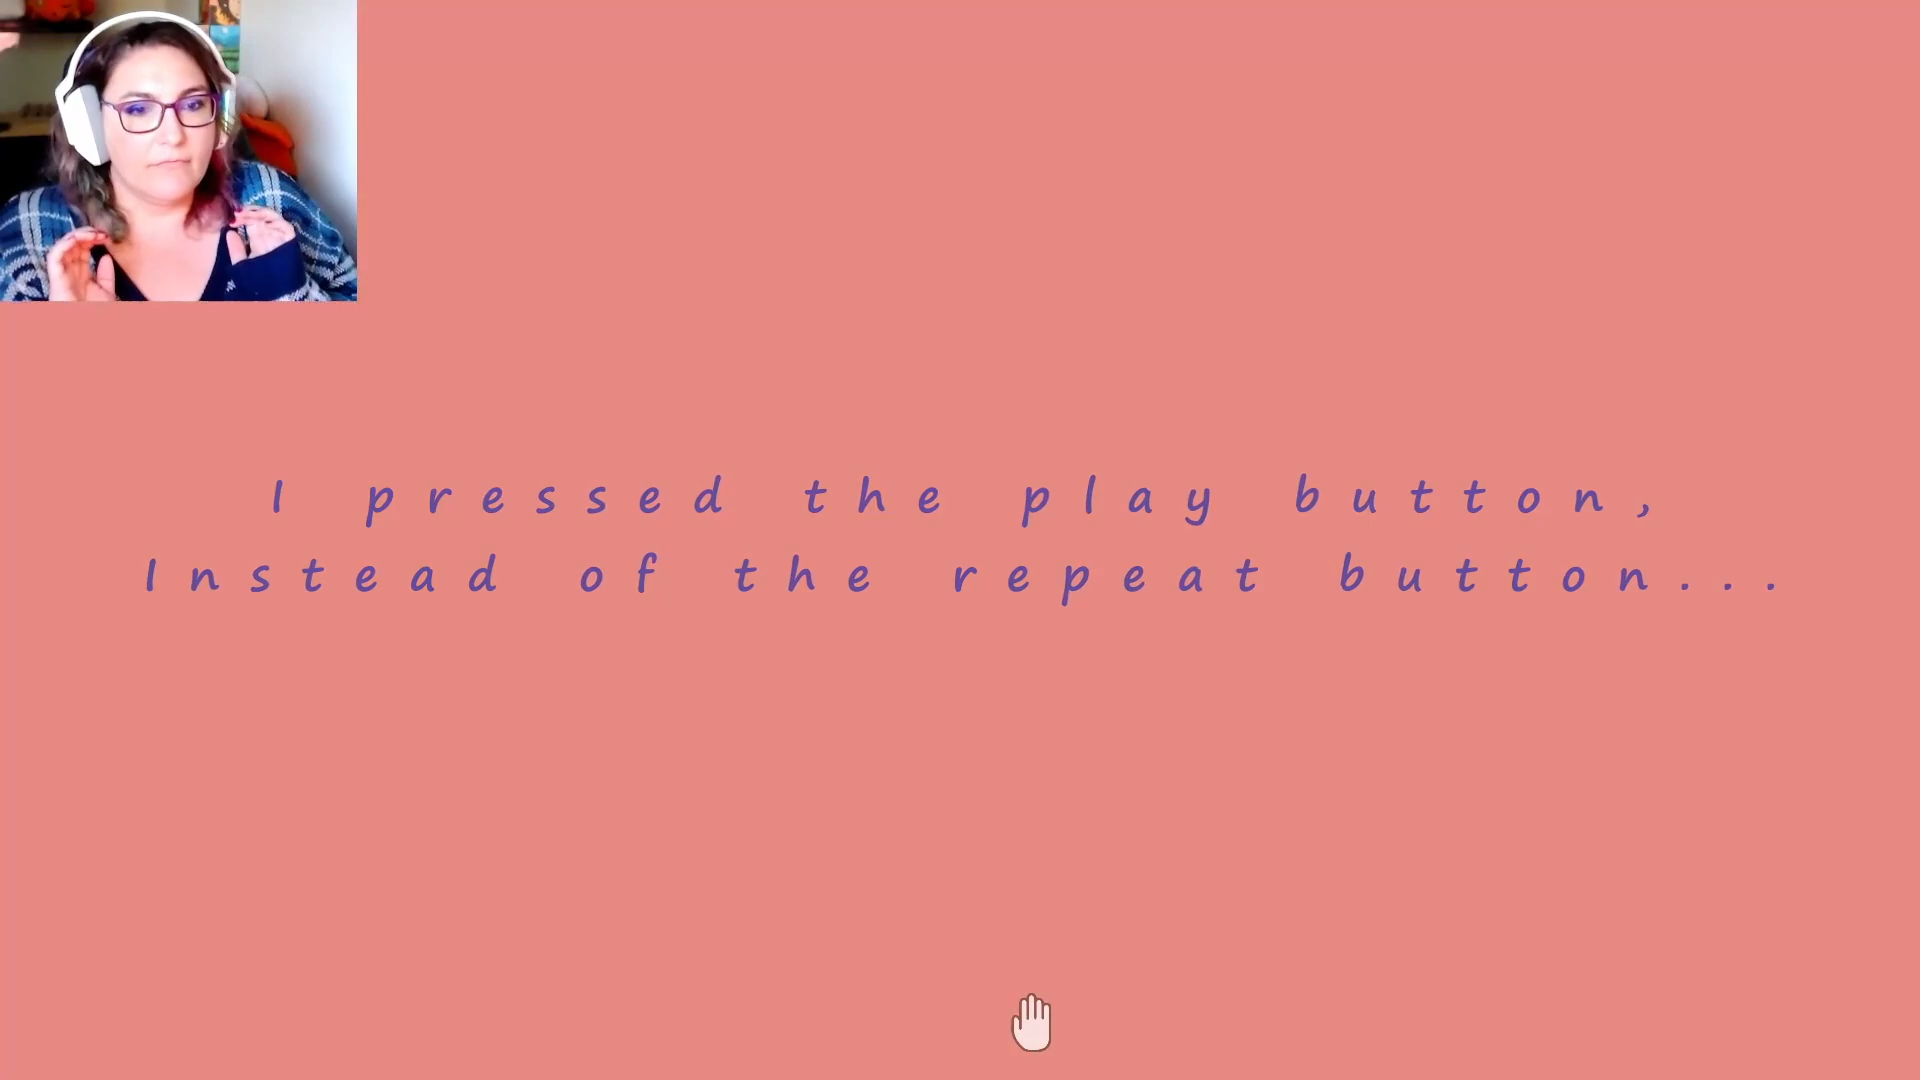 I pressed the play button,
Instead of the repeat button...